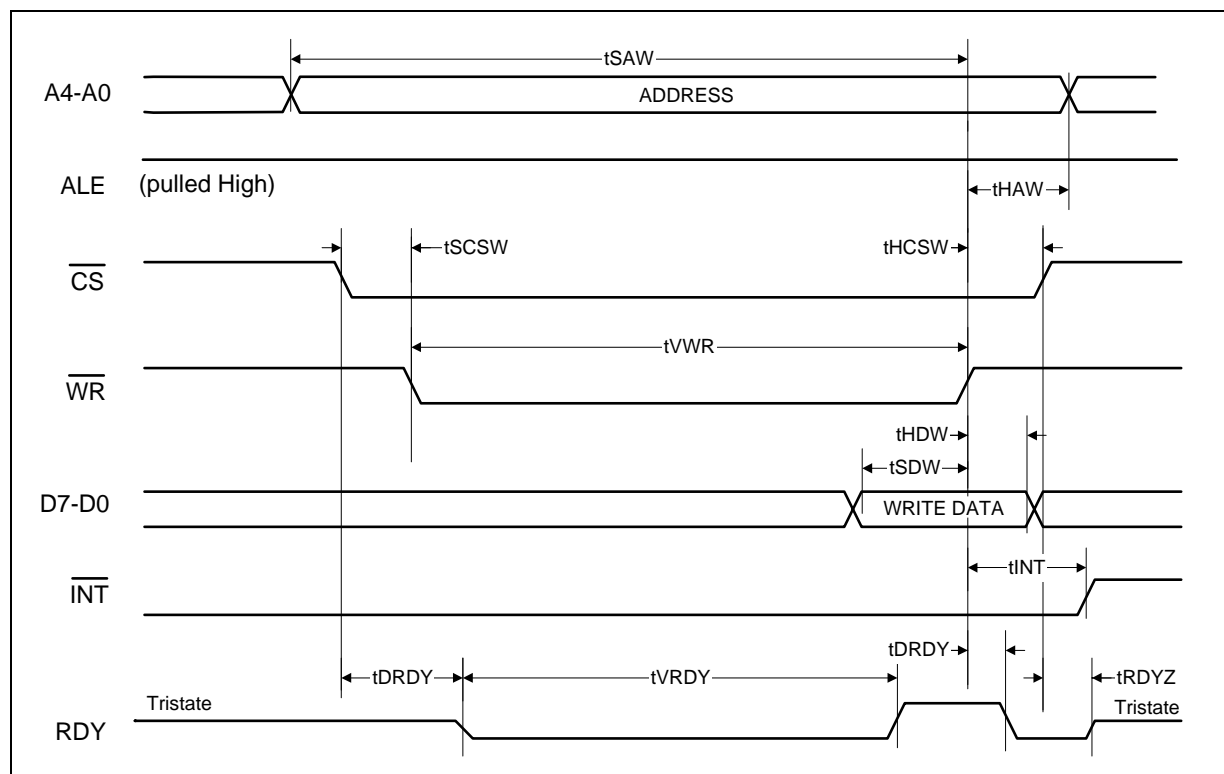 tSAW
A4-A0
ADDRESS
ALE
(pulled High)
tHAW
tSCSW
tHCSW
CS
tVWR
WR
tHDW
tSDW
D7-D0
WRITE DATA
tINT
INT
tDRDY
tDRDY
tVRDY
tRDYZ
Tristate
Tristate
RDY